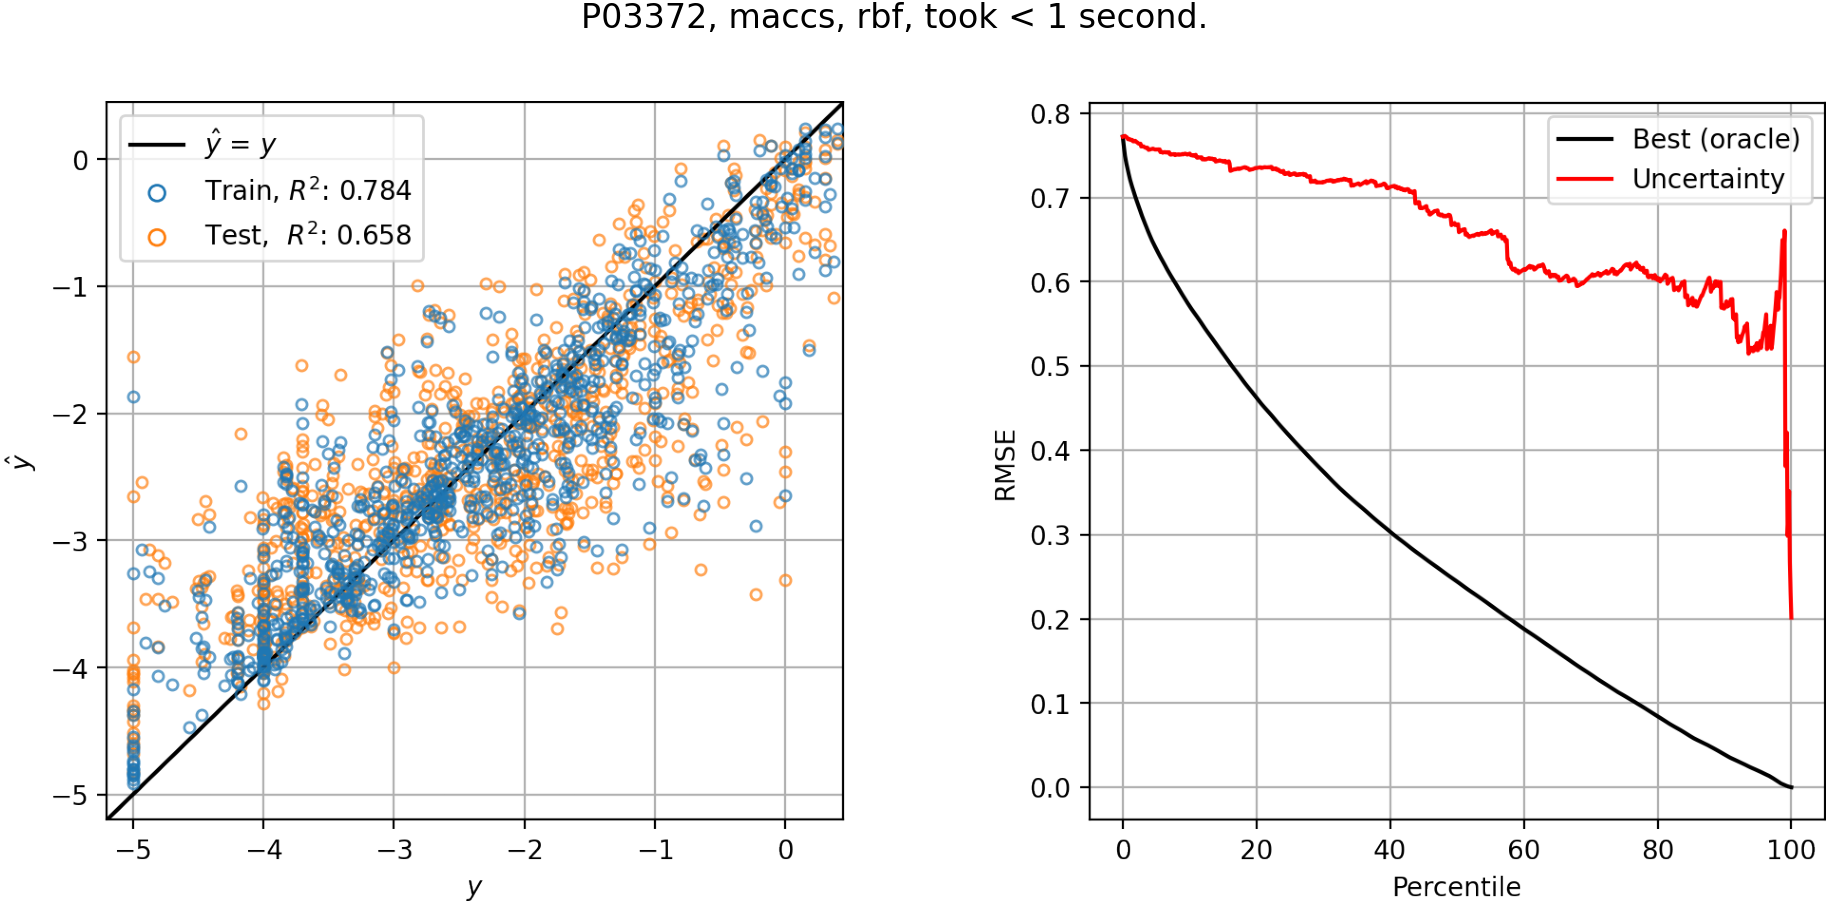 P03372, maccs, rbf, took < 1 second.
ŷ = y
Train, R²: 0.784
Test, R²: 0.658
0
−1
−2
−3
−4
−5
ŷ
−5 −4 −3 −2 −1 0
y
Best (oracle)
Uncertainty
0.8
0.7
0.6
0.5
0.4
0.3
0.2
0.1
0.0
RMSE
0 20 40 60 80 100
Percentile